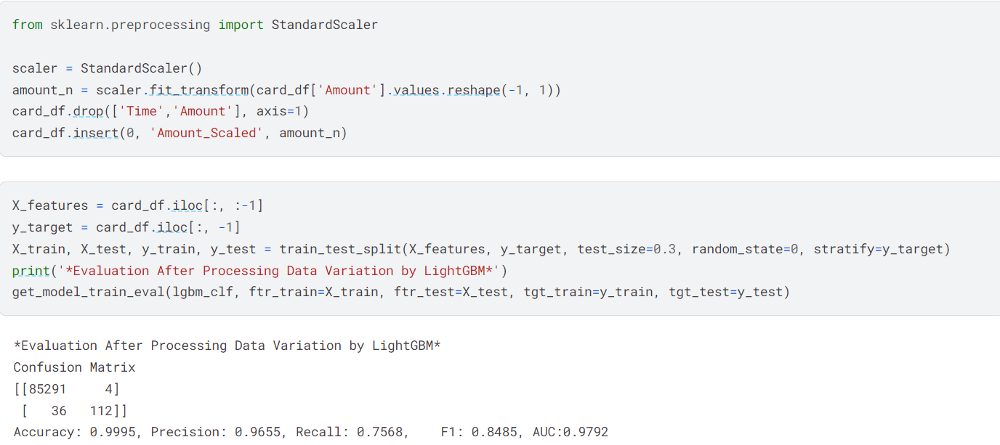 from sklearn.preprocessing import StandardScaler
scaler = StandardScaler()
amount_n = scaler.fit_transform(card_df['Amount'].values.reshape(-1, 1))
card_df.drop(['Time','Amount'], axis=1)
card_df.insert(0, 'Amount_Scaled', amount_n)
X_features = card_df.iloc[:, :-1]
y_target = card_df.iloc[:, -1]
X_train, X_test, y_train, y_test = train_test_split(X_features, y_target, test_size=0.3, random_state=0, stratify=y_target)
print('*Evaluation After Processing Data Variation by LightGBM*')
get_model_train_eval(lgbm_clf, ftr_train=X_train, ftr_test=X_test, tgt_train=y_train, tgt_test=y_test)
*Evaluation After Processing Data Variation by LightGBM*
Confusion Matrix
[[85291     4]
 [   36   112]]
Accuracy: 0.9995, Precision: 0.9655, Recall: 0.7568,    F1: 0.8485, AUC:0.9792